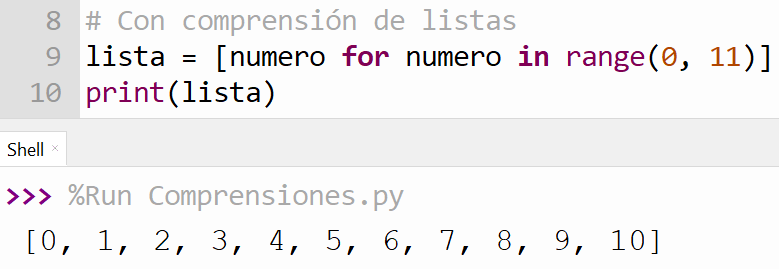 8 # Con comprensión de listas
9 lista = [numero for numero in range(0, 11)]
10 print(lista)
Shell ×
>>> %Run Comprensiones.py
[0, 1, 2, 3, 4, 5, 6, 7, 8, 9, 10]